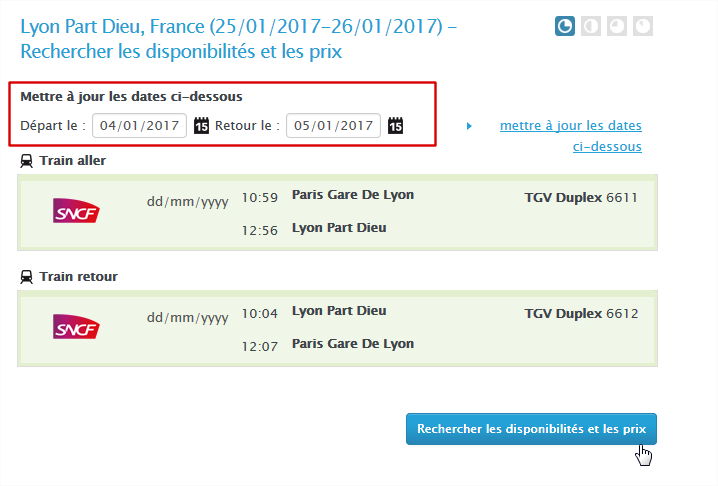 Lyon Part Dieu, France (25/01/2017-26/01/2017) -
Rechercher les disponibilités et les prix
Mettre à jour les dates ci-dessous
Départ le : 04/01/2017 15 Retour le : 05/01/2017 15
mettre à jour les dates
ci-dessous
Train aller
SNCF dd/mm/yyyy 10:59 Paris Gare De Lyon TGV Duplex 6611
12:56 Lyon Part Dieu
Train retour
SNCF dd/mm/yyyy 10:04 Lyon Part Dieu TGV Duplex 6612
12:07 Paris Gare De Lyon
Rechercher les disponibilités et les prix